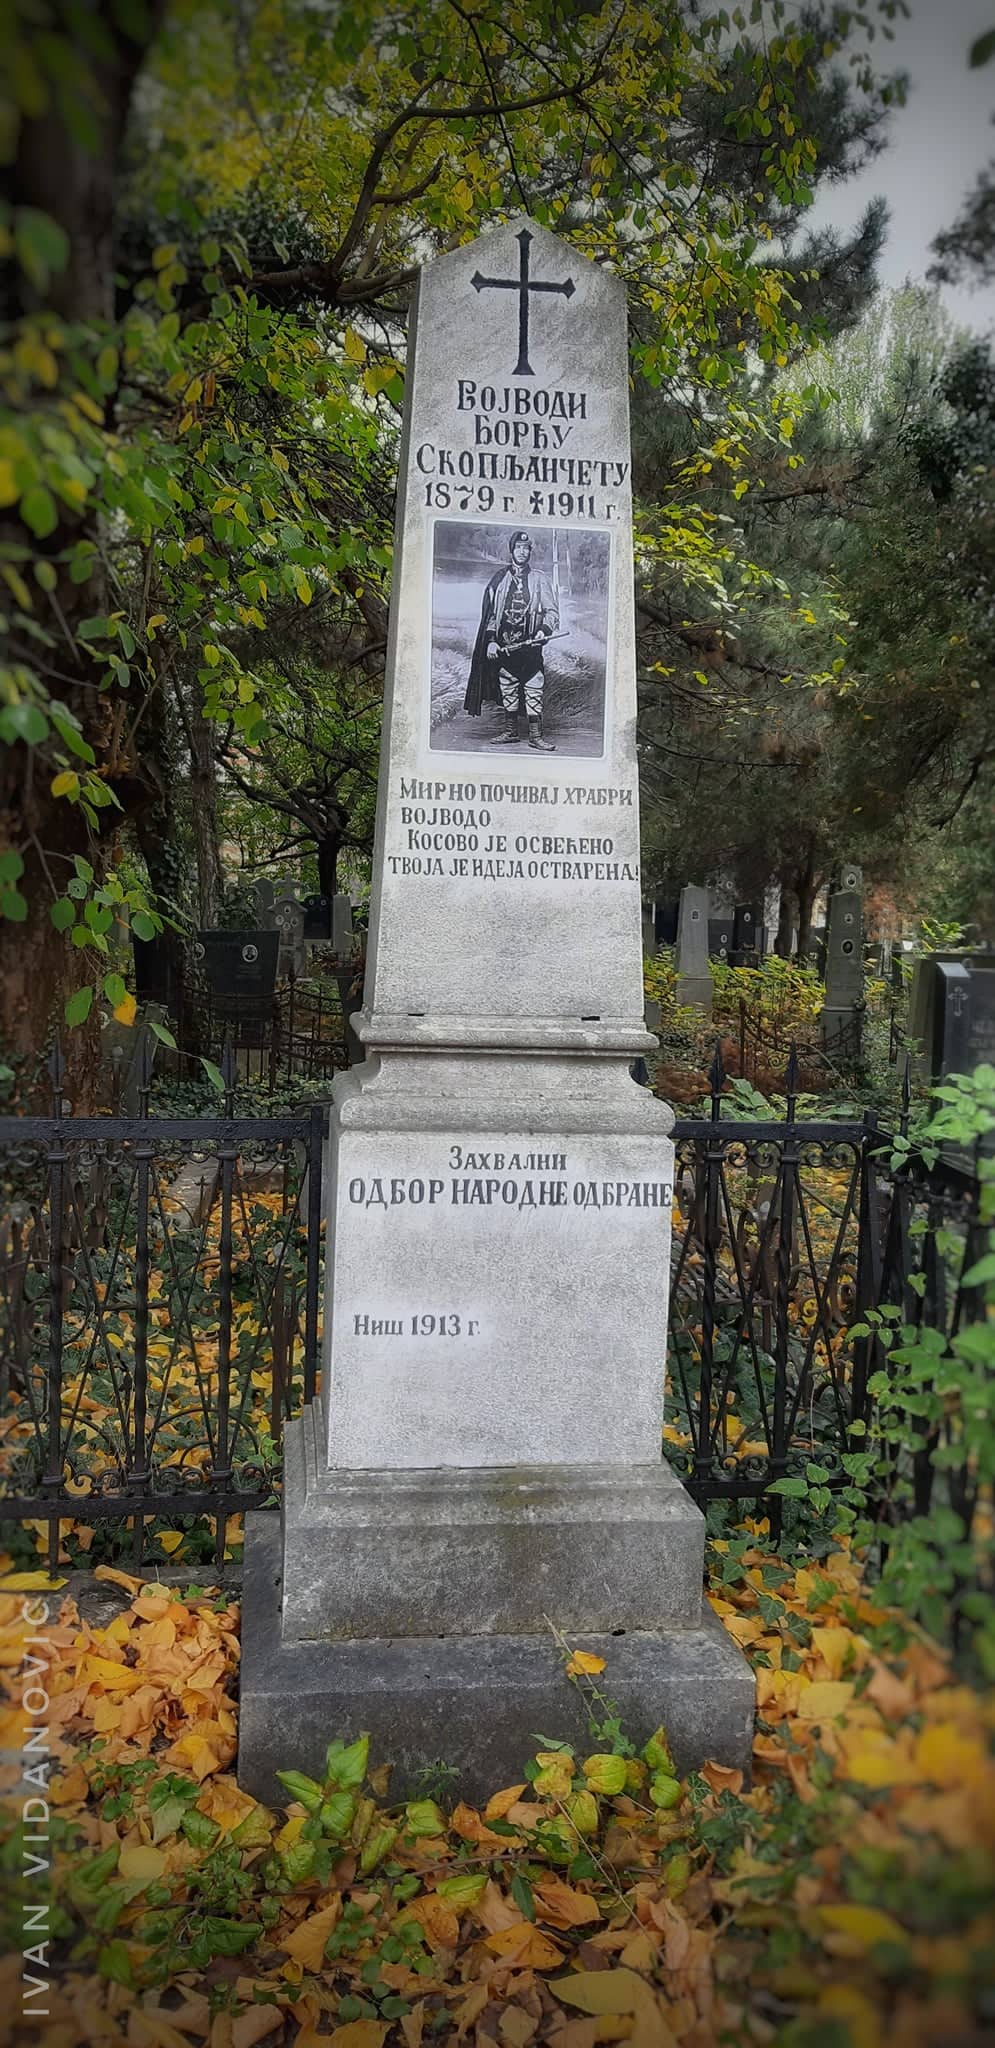 Војводи
Ђорђу
Скопљанчету
1879 г. ✝1911 г.
Мирно почивај храбри
војводо
Косово је освећено
твоја је идеја остварена!
Захвални
одбор народне одбране
Ниш 1913 г.
IVAN VIDANOVIC